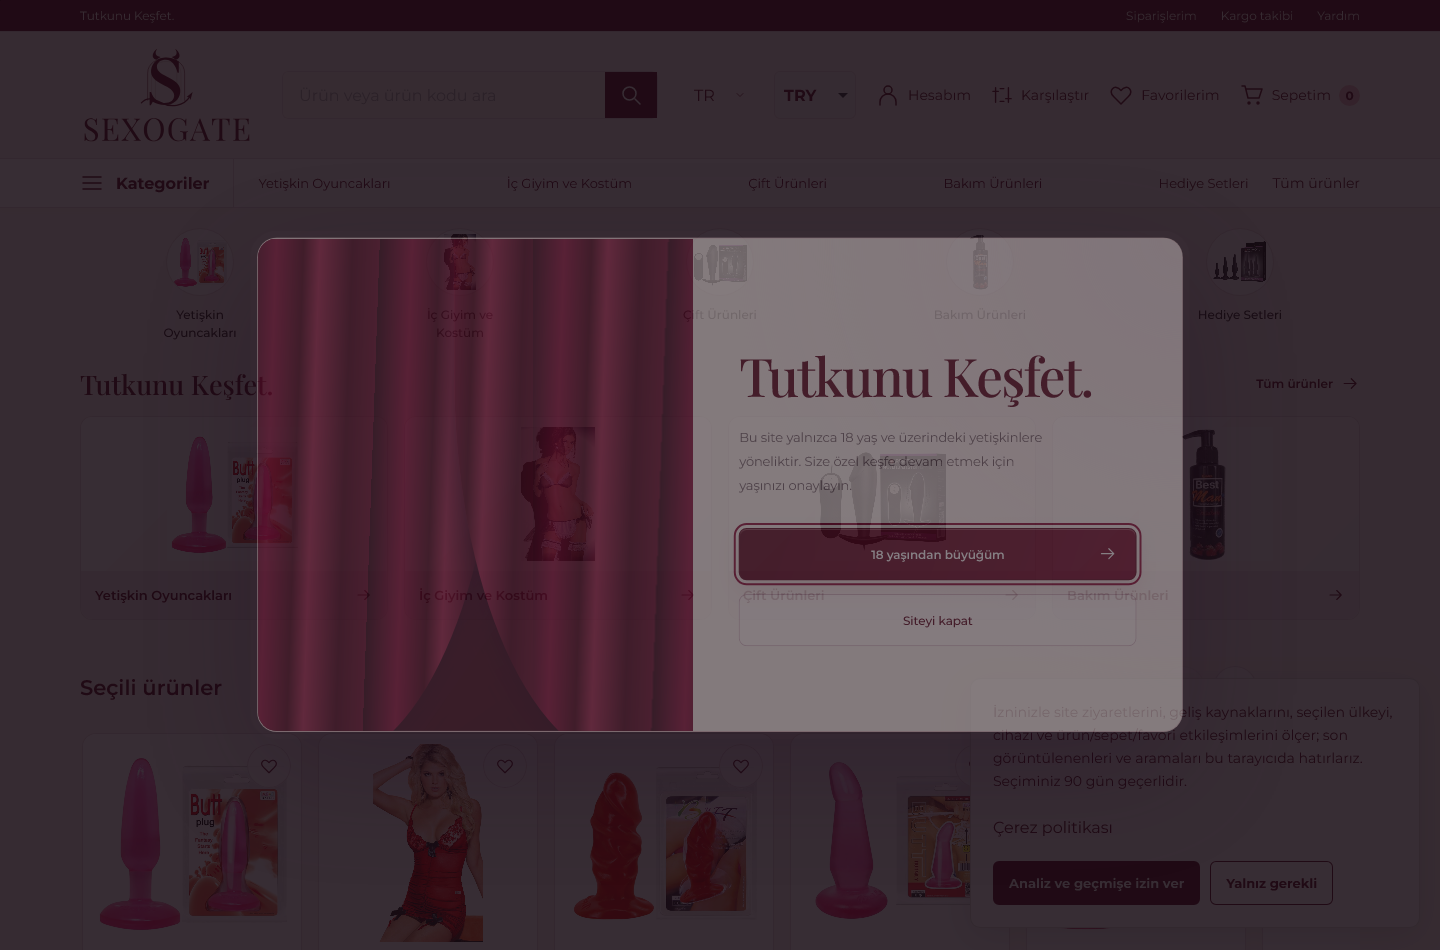 Tutkunu Keşfet.
Siparişlerim Kargo takibi Yardım
SEXOGATE
Ürün veya ürün kodu ara
TR
TRY
Hesabım
Karşılaştır
Favorilerim
Sepetim 0
Kategoriler
Yetişkin Oyuncakları
İç Giyim ve Kostüm
Çift Ürünleri
Bakım Ürünleri
Hediye Setleri
Tüm ürünler
Yetişkin
Oyuncakları
İç Giyim ve
Kostüm
Çift Ürünleri
Bakım Ürünleri
Hediye Setleri
Tutkunu Keşfet.
Tüm ürünler
Tutkunu Keşfet.
Bu site yalnızca 18 yaş ve üzerindeki yetişkinlere
yöneliktir. Size özel keşfe devam etmek için
yaşınızı onaylayın.
18 yaşından büyüğüm
Siteyi kapat
Butt
plug
Best
Yetişkin Oyuncakları
İç Giyim ve Kostüm
Çift Ürünleri
Bakım Ürünleri
Seçili ürünler
Butt
plug
İzninizle site ziyaretlerini, geliş kaynaklarını, seçilen ülkeyi,
cihazı ve ürün/sepet/favori etkileşimlerini ölçer; son
görüntülenenleri ve aramaları bu tarayıcıda hatırlarız.
Seçiminiz 90 gün geçerlidir.
Çerez politikası
Analiz ve geçmişe izin ver
Yalnız gerekli